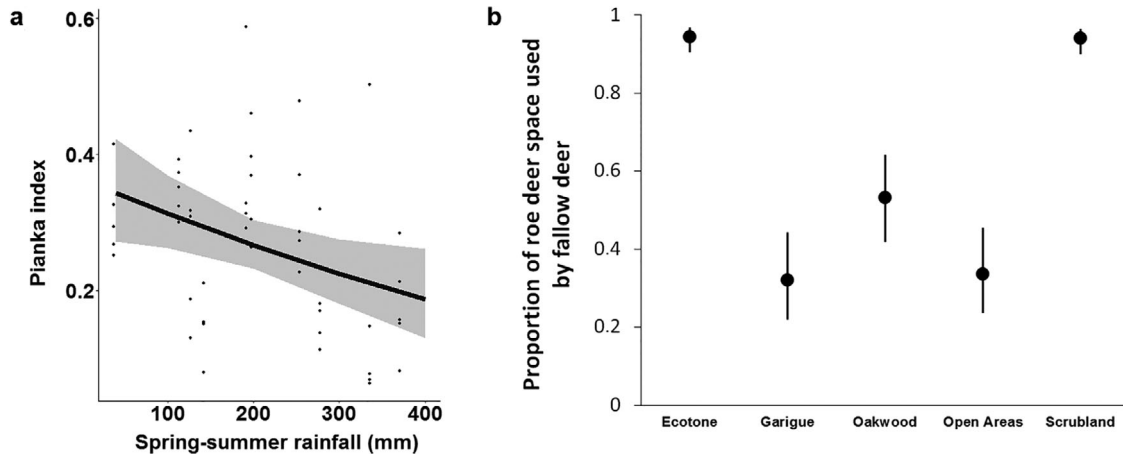 a
Pianka index
0.6
0.4
0.2
100
200
300
400
Spring-summer rainfall (mm)
b
Proportion of roe deer space used
by fallow deer
1
0.8
0.6
0.4
0.2
0
Ecotone
Garigue
Oakwood
Open Areas
Scrubland